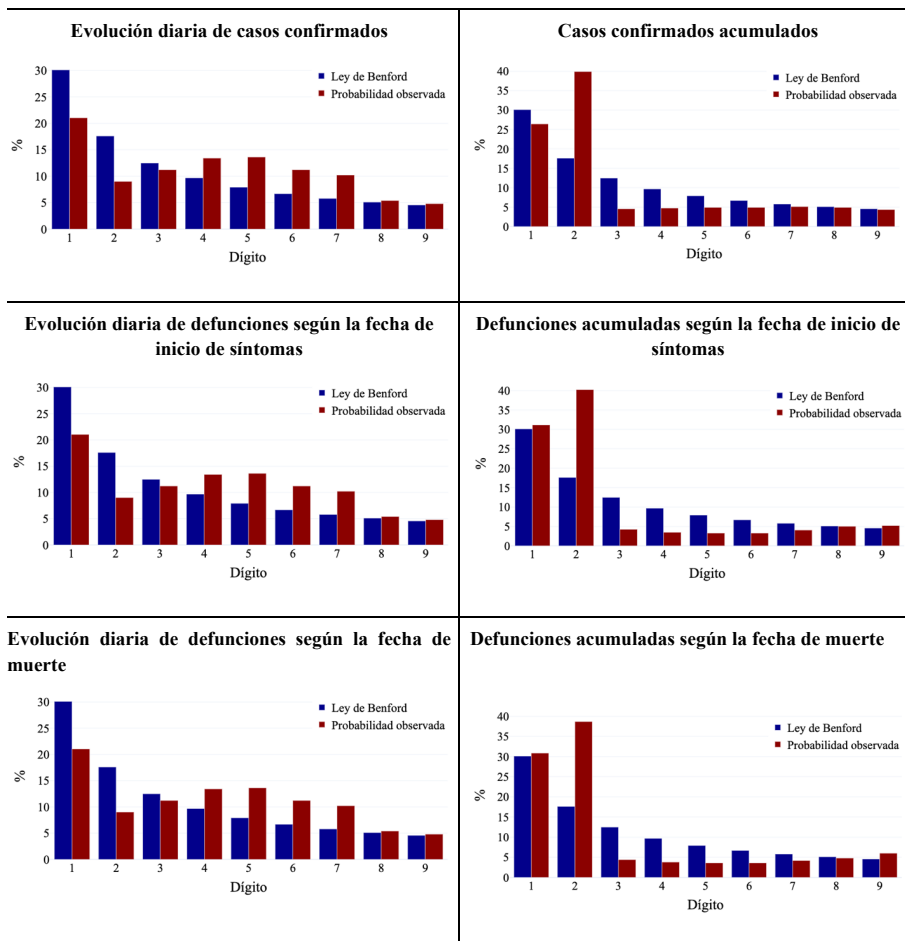 Evolución diaria de casos confirmados
30
25
20
15
10
5
0
%
1 2 3 4 5 6 7 8 9
Dígito
Ley de Benford
Probabilidad observada
Casos confirmados acumulados
40
35
30
25
20
15
10
5
0
%
1 2 3 4 5 6 7 8 9
Dígito
Ley de Benford
Probabilidad observada
Evolución diaria de defunciones según la fecha de
inicio de síntomas
30
25
20
15
10
5
0
%
1 2 3 4 5 6 7 8 9
Dígito
Ley de Benford
Probabilidad observada
Defunciones acumuladas según la fecha de inicio de
síntomas
40
35
30
25
20
15
10
5
0
%
1 2 3 4 5 6 7 8 9
Dígito
Ley de Benford
Probabilidad observada
Evolución diaria de defunciones según la fecha de
muerte
30
25
20
15
10
5
0
%
1 2 3 4 5 6 7 8 9
Dígito
Ley de Benford
Probabilidad observada
Defunciones acumuladas según la fecha de muerte
40
35
30
25
20
15
10
5
0
%
1 2 3 4 5 6 7 8 9
Dígito
Ley de Benford
Probabilidad observada